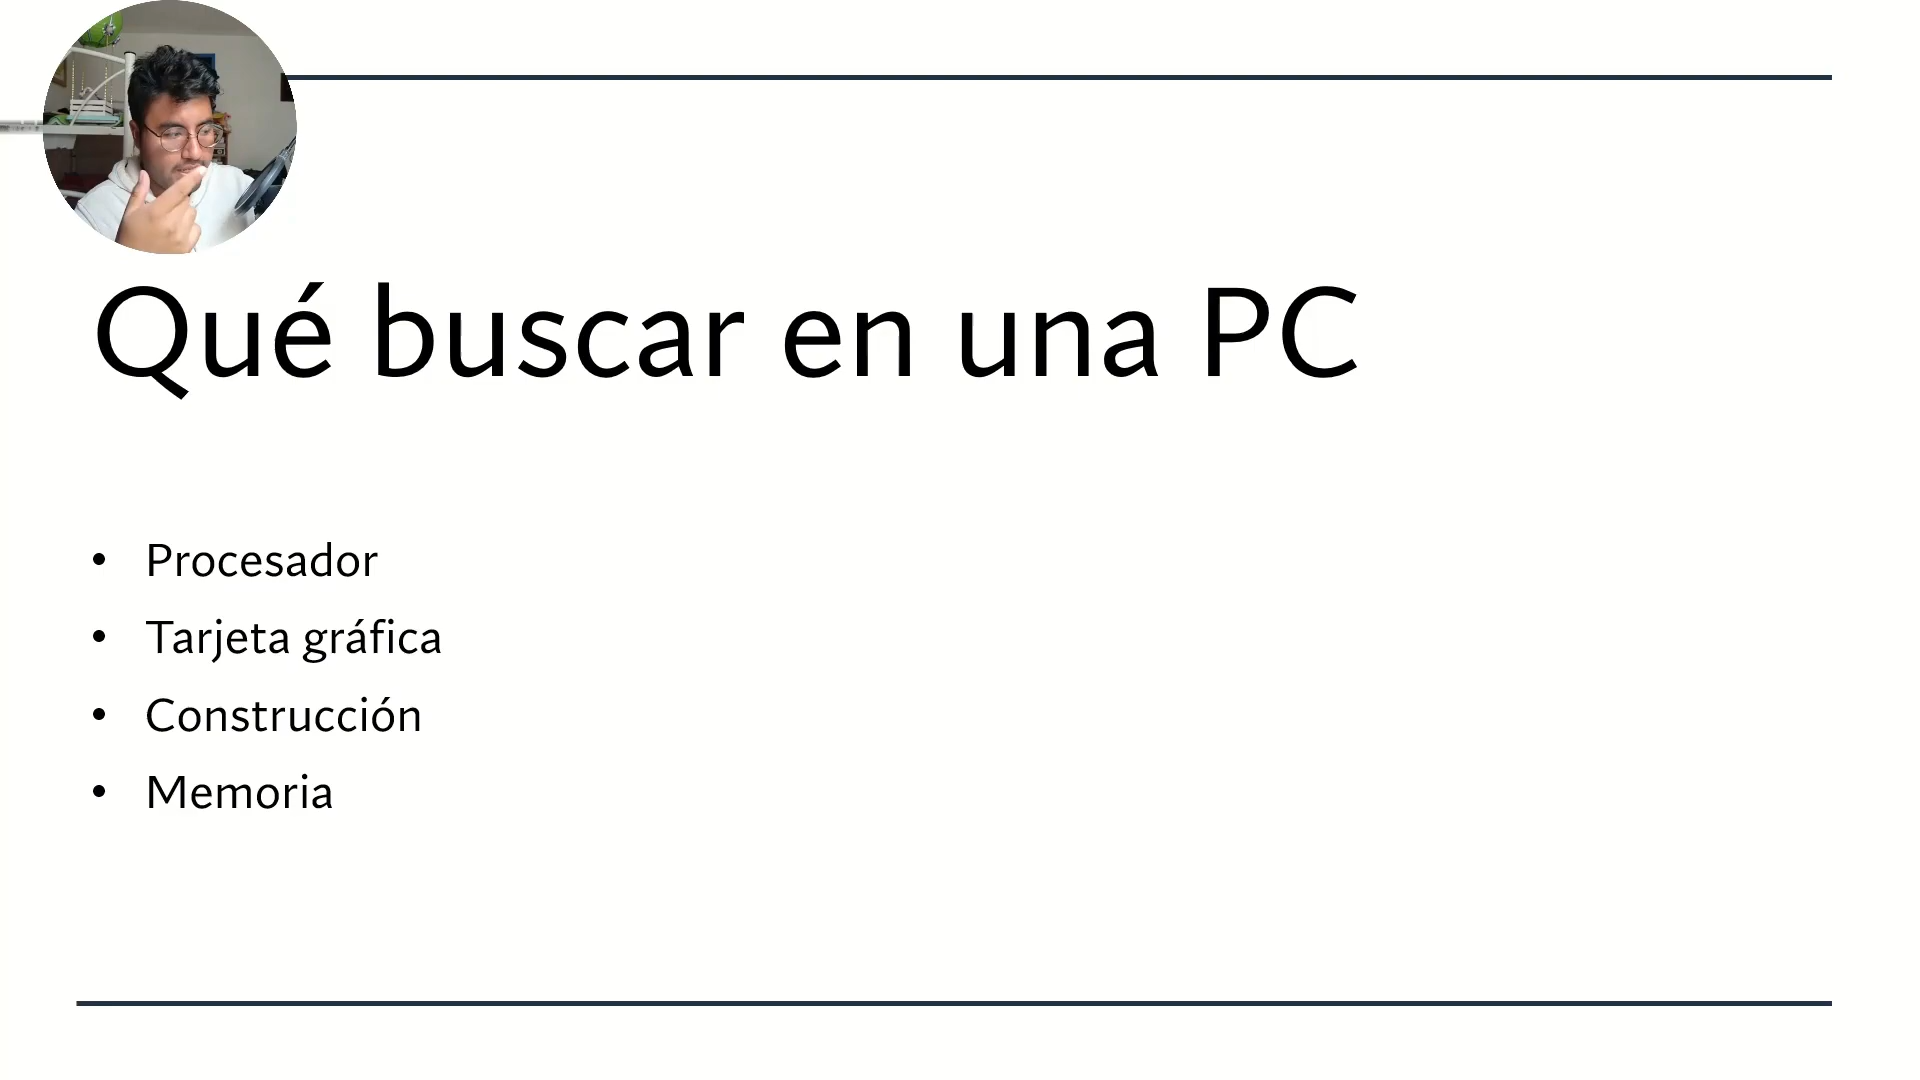 Qué buscar en una PC
• Procesador
• Tarjeta gráfica
• Construcción
• Memoria